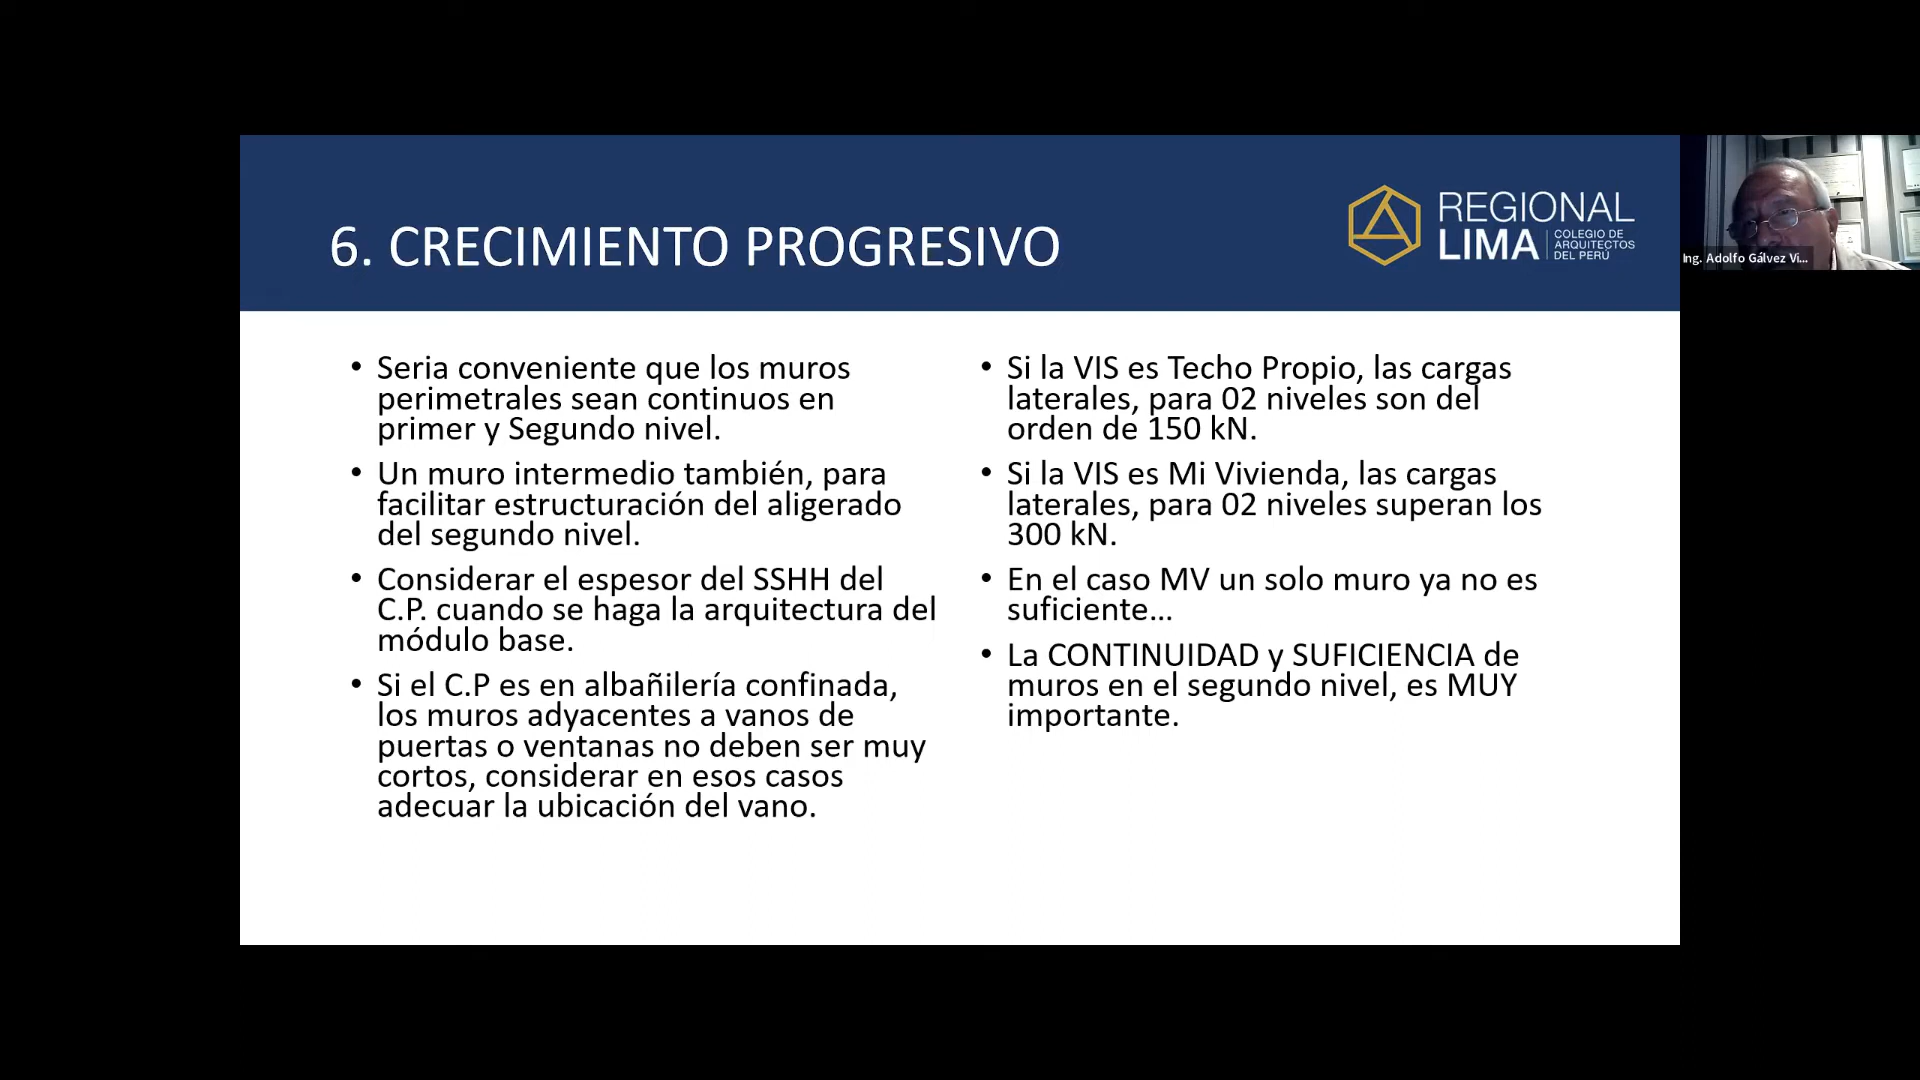 6. CRECIMIENTO PROGRESIVO
REGIONAL
LIMA
COLEGIO DE
ARQUITECTOS
DEL PERÚ
Ing. Adolfo Gálvez Vi...
• Seria conveniente que los muros
perimetrales sean continuos en
primer y Segundo nivel.
• Un muro intermedio también, para
facilitar estructuración del aligerado
del segundo nivel.
• Considerar el espesor del SSHH del
C.P. cuando se haga la arquitectura del
módulo base.
• Si el C.P es en albañilería confinada,
los muros adyacentes a vanos de
puertas o ventanas no deben ser muy
cortos, considerar en esos casos
adecuar la ubicación del vano.
• Si la VIS es Techo Propio, las cargas
laterales, para 02 niveles son del
orden de 150 kN.
• Si la VIS es Mi Vivienda, las cargas
laterales, para 02 niveles superan los
300 kN.
• En el caso MV un solo muro ya no es
suficiente...
• La CONTINUIDAD y SUFICIENCIA de
muros en el segundo nivel, es MUY
importante.